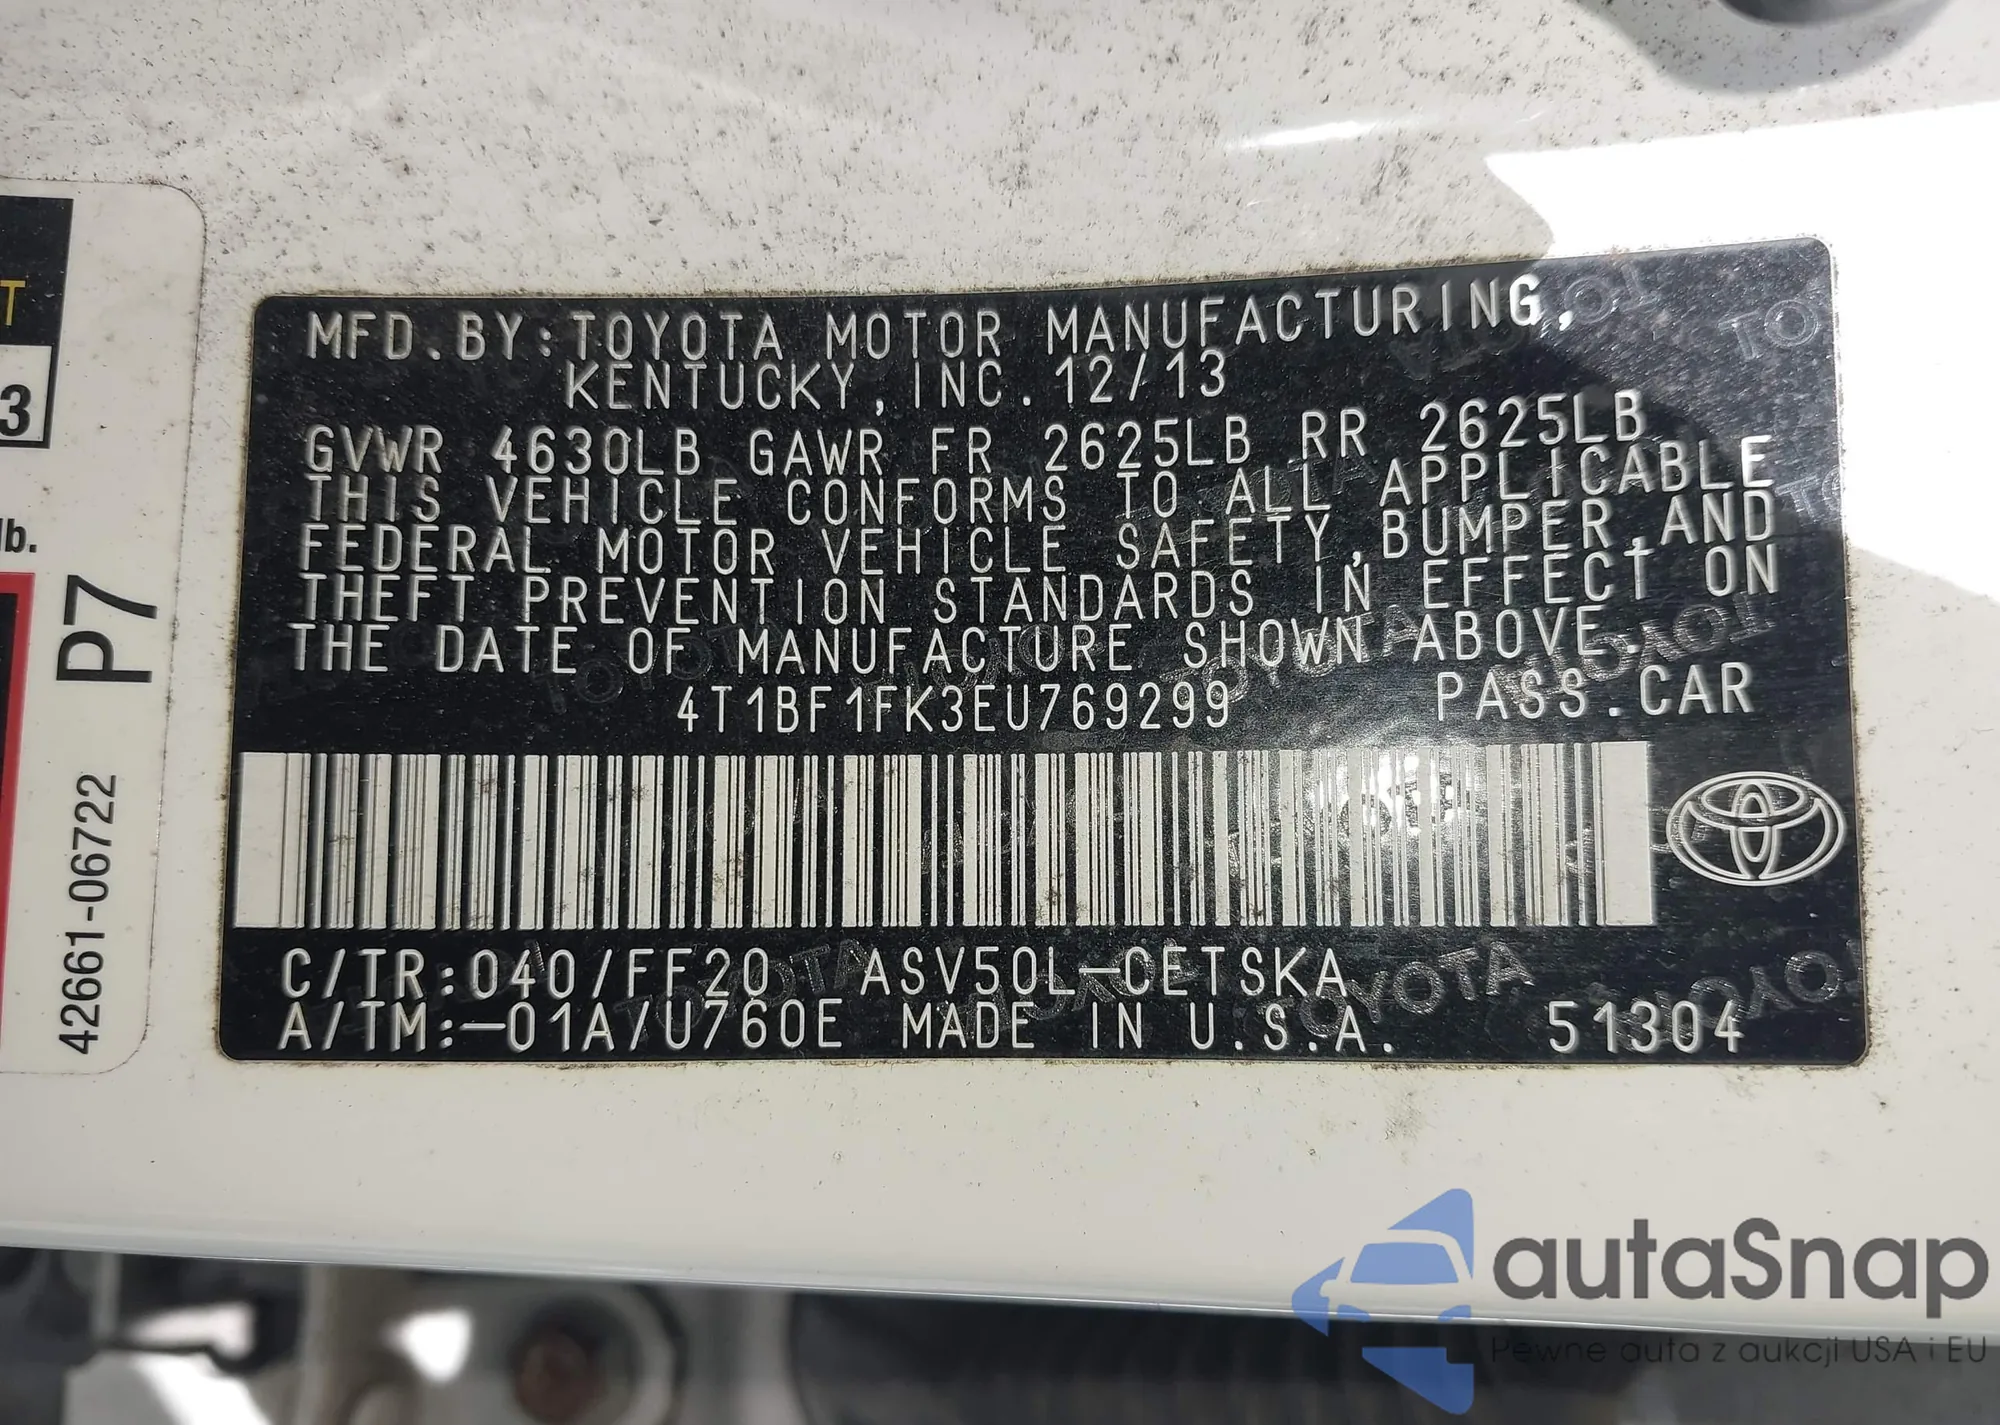 MFD.BY:TOYOTA MOTOR MANUFACTURING,
KENTUCKY,INC.12/13
GVWR 4630LB GAWR FR 2625LB RR 2625LB
THIS VEHICLE CONFORMS TO ALL APPLICABLE
FEDERAL MOTOR VEHICLE SAFETY,BUMPER,AND
THEFT PREVENTION STANDARDS IN EFFECT ON
THE DATE OF MANUFACTURE SHOWN ABOVE.
4T1BF1FK3EU769299 PASS.CAR
C/TR:040/FF20 ASV50L-CETSKA
A/TM:-01A/U760E MADE IN U.S.A. 51304
T
3
lb.
P7
42661-06722
autaSnap
Pewne auta z aukcji USA i EU